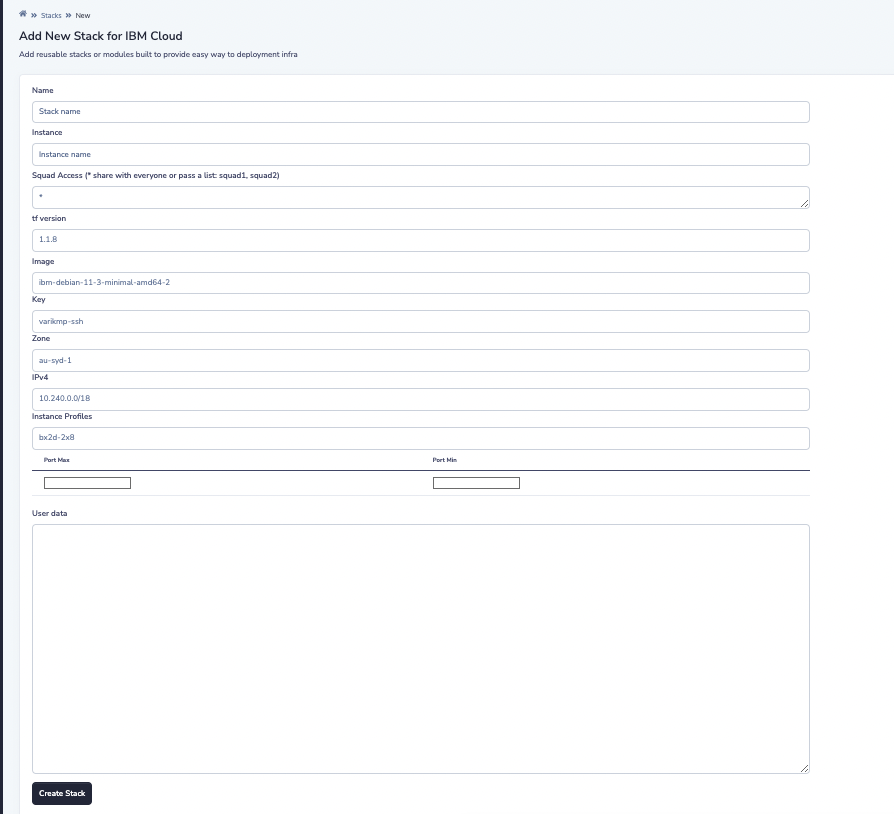 Stacks » New
Add New Stack for IBM Cloud
Add reusable stacks or modules built to provide easy way to deployment infra
Name
Stack name
Instance
Instance name
Squad Access (* share with everyone or pass a list: squad1, squad2)
*
tf version
1.1.8
Image
ibm-debian-11-3-minimal-amd64-2
Key
varikmp-ssh
Zone
au-syd-1
IPv4
10.240.0.0/18
Instance Profiles
bx2d-2x8
Port Max Port Min
User data
Create Stack